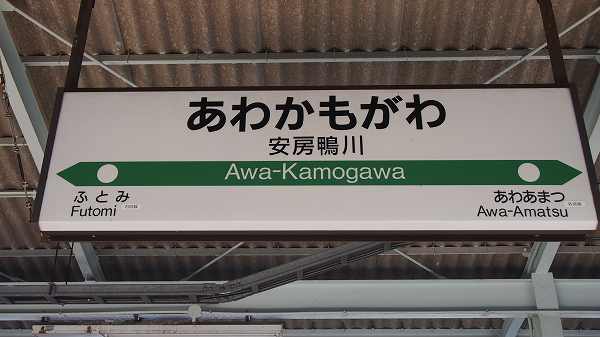 あわかもがわ
安房鴨川
Awa-Kamogawa
ふとみ
Futomi
あわあまつ
Awa-Amatsu